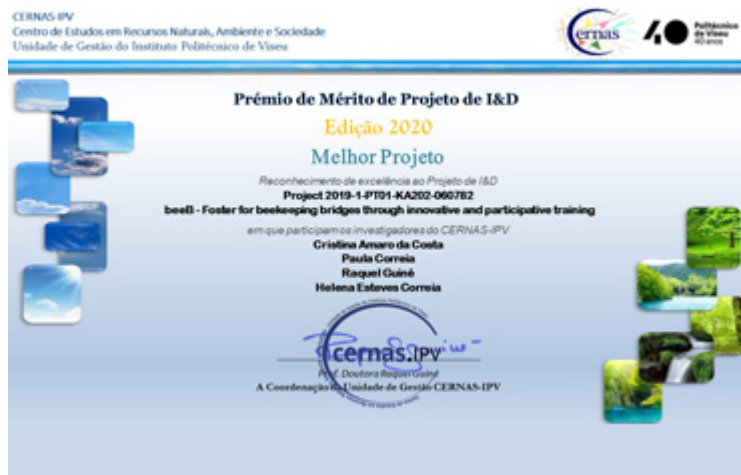 CERNAS-IPV
Centro de Estudos em Recursos Naturais, Ambiente e Sociedade
Unidade de Gestão do Instituto Politécnico de Viseu
cernas
Politécnico
de Viseu
40 anos
Prémio de Mérito de Projeto de I&D
Edição 2020
Melhor Projeto
Reconhecimento de excelência ao Projeto de I&D
Project 2019-1-PT01-KA202-060782
beeB - Foster for beekeeping bridges through innovative and participative training
em que participam os investigadores do CERNAS-IPV
Cristina Amaro da Costa
Paula Correia
Raquel Guiné
Helena Esteves Correia
cernas.IPV
Prof. Doutora Raquel Guiné
A Coordenação da Unidade de Gestão CERNAS-IPV